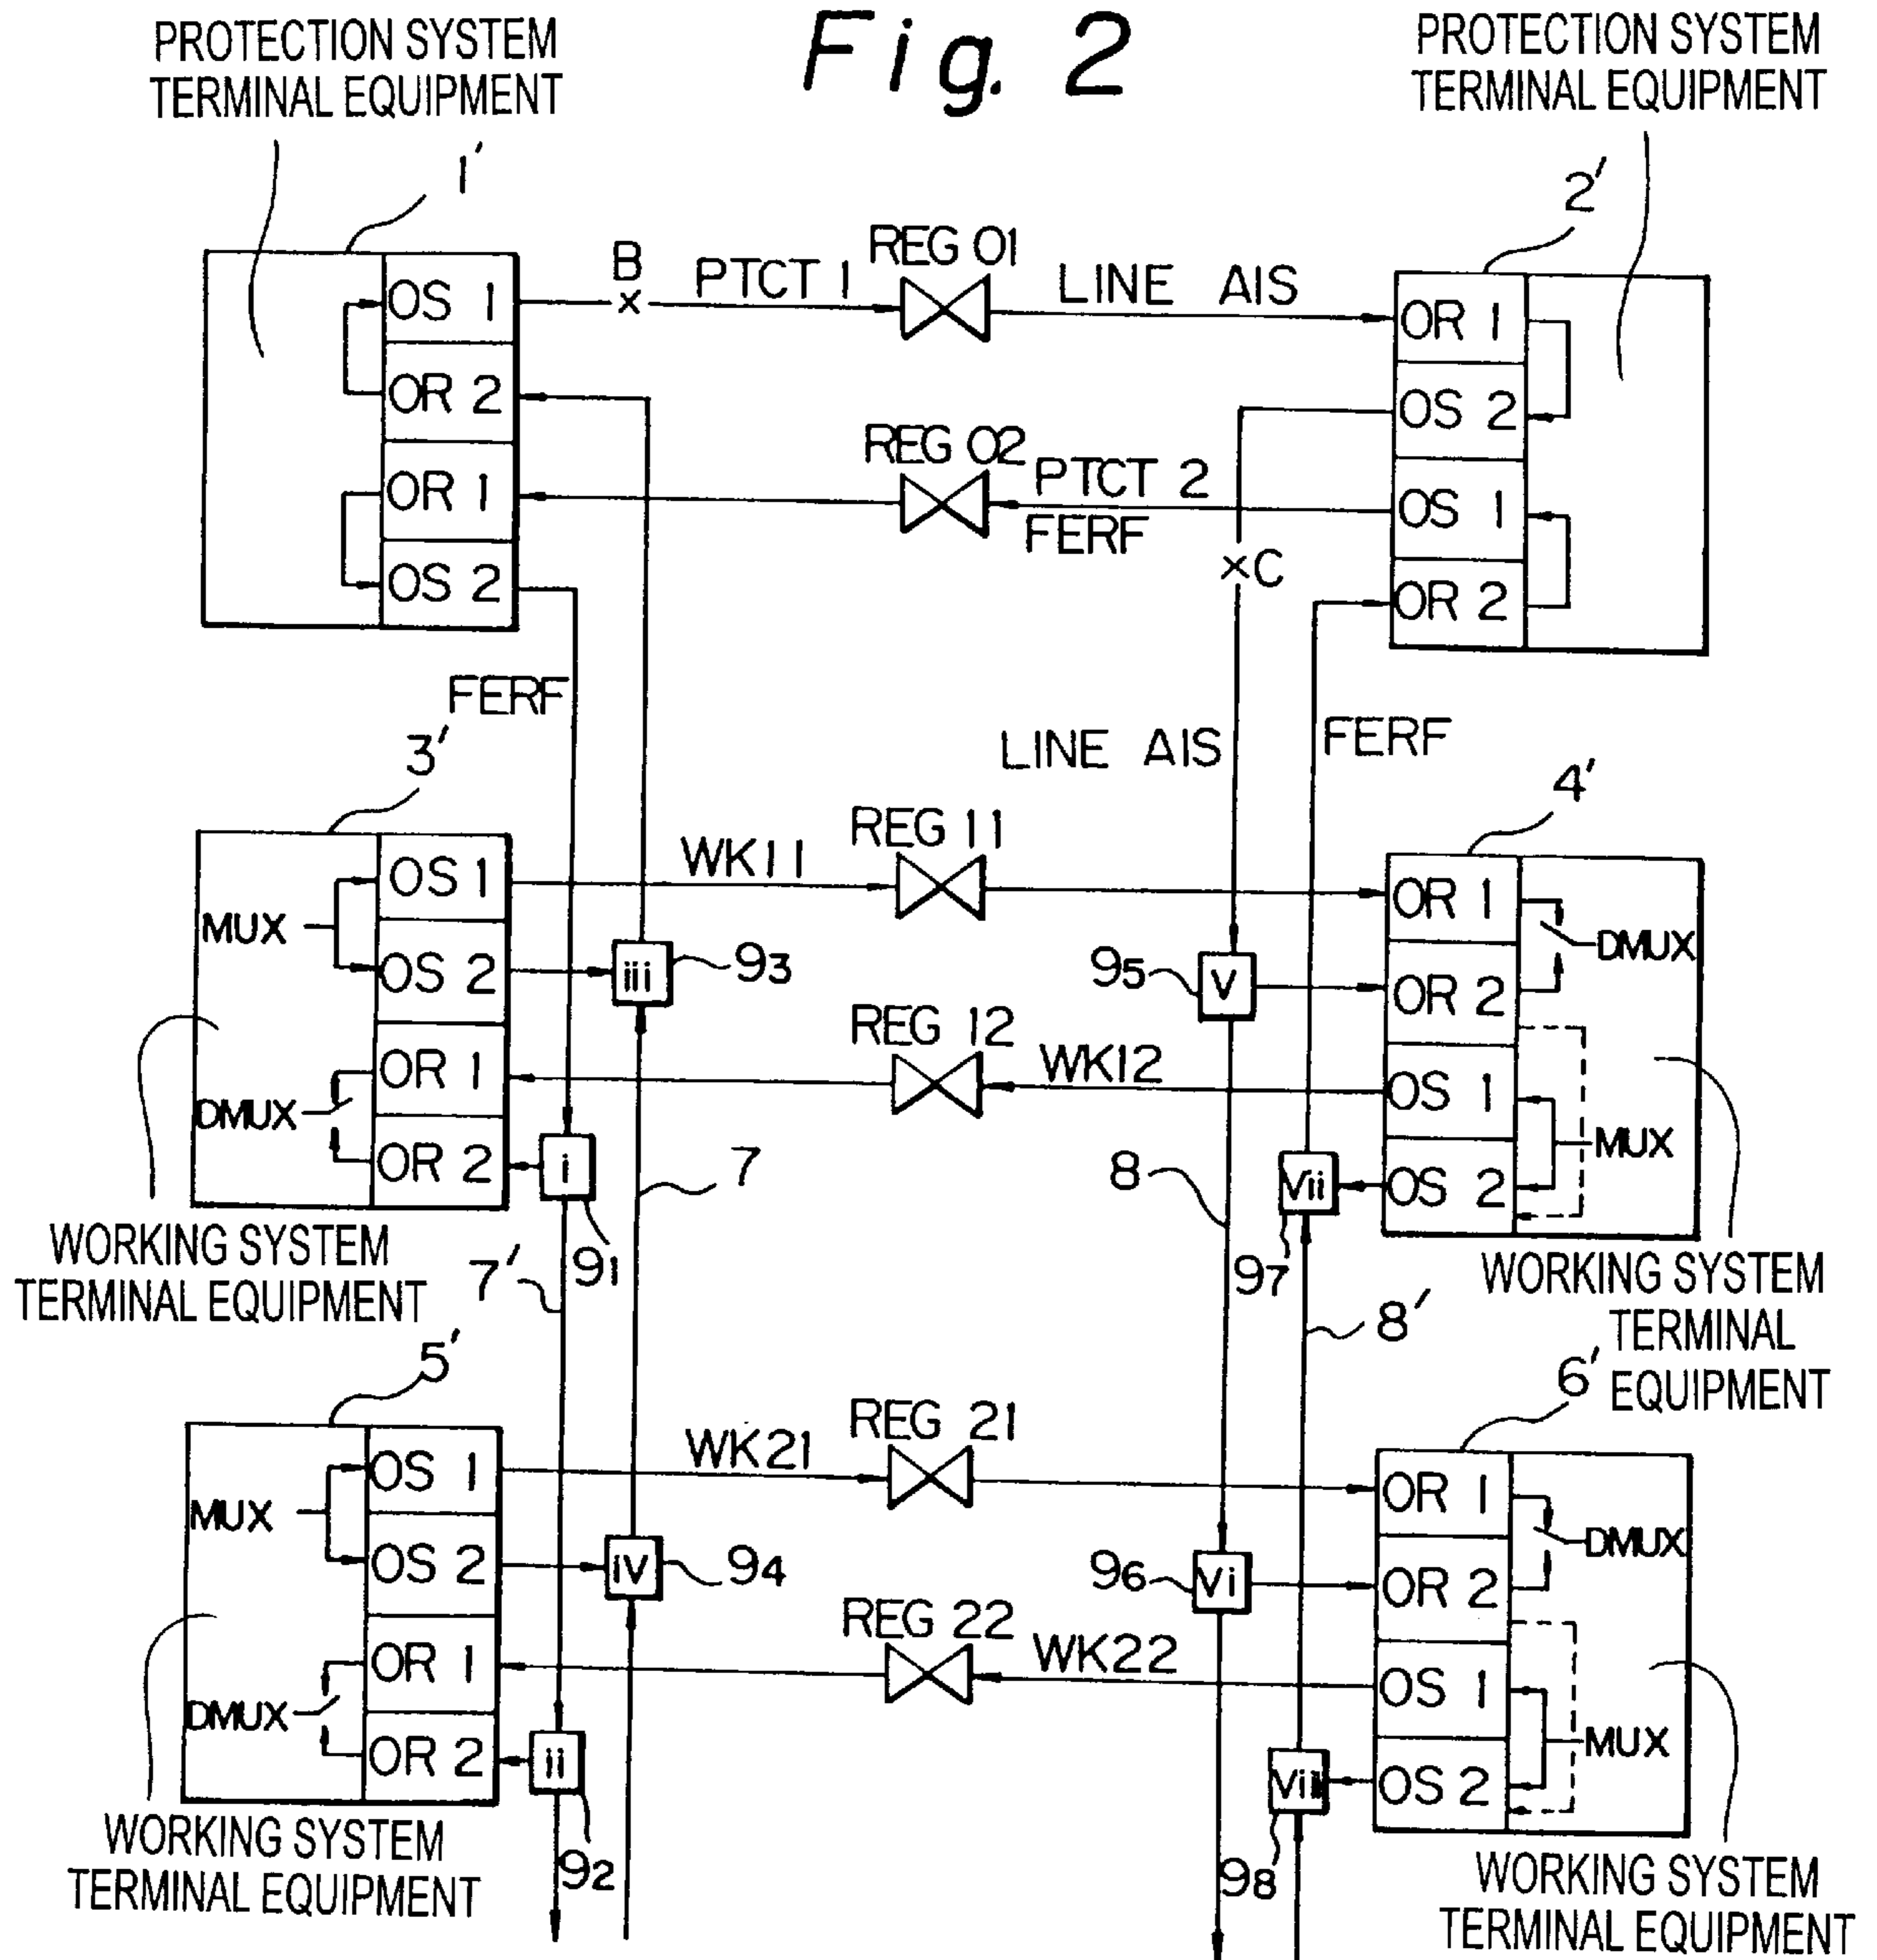 Fig. 2
PROTECTION SYSTEM
TERMINAL EQUIPMENT
PROTECTION SYSTEM
TERMINAL EQUIPMENT
1'
2'
OS 1
OR 2
OR 1
OS 2
B
×
PTCT 1
REG 01
LINE AIS
OR 1
OS 2
OS 1
OR 2
REG 02
PTCT 2
FERF
×C
FERF
LINE AIS
FERF
3'
4'
OS 1
OS 2
OR 1
OR 2
MUX
DMUX
WK11
REG 11
iii
93
95
V
OR 1
OR 2
OS 1
OS 2
DMUX
MUX
REG 12
WK12
i
91
7
8
Vii
97
WORKING SYSTEM
TERMINAL EQUIPMENT
7'
8'
WORKING SYSTEM
TERMINAL
EQUIPMENT
5'
6'
OS 1
OS 2
OR 1
OR 2
MUX
DMUX
WK21
REG 21
iV
94
96
Vi
OR 1
OR 2
OS 1
OS 2
DMUX
MUX
REG 22
WK22
ii
92
Viii
98
WORKING SYSTEM
TERMINAL EQUIPMENT
WORKING SYSTEM
TERMINAL EQUIPMENT